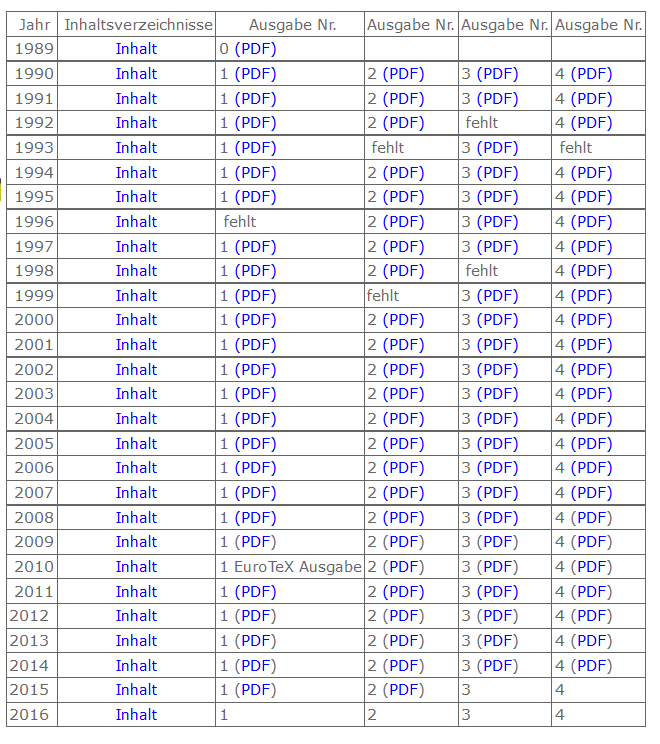 Jahr Inhaltsverzeichnisse Ausgabe Nr. Ausgabe Nr. Ausgabe Nr. Ausgabe Nr.
1989 Inhalt 0 (PDF)
1990 Inhalt 1 (PDF) 2 (PDF) 3 (PDF) 4 (PDF)
1991 Inhalt 1 (PDF) 2 (PDF) 3 (PDF) 4 (PDF)
1992 Inhalt 1 (PDF) 2 (PDF) fehlt 4 (PDF)
1993 Inhalt 1 (PDF) fehlt 3 (PDF) fehlt
1994 Inhalt 1 (PDF) 2 (PDF) 3 (PDF) 4 (PDF)
1995 Inhalt 1 (PDF) 2 (PDF) 3 (PDF) 4 (PDF)
1996 Inhalt fehlt 2 (PDF) 3 (PDF) 4 (PDF)
1997 Inhalt 1 (PDF) 2 (PDF) 3 (PDF) 4 (PDF)
1998 Inhalt 1 (PDF) 2 (PDF) fehlt 4 (PDF)
1999 Inhalt 1 (PDF) fehlt 3 (PDF) 4 (PDF)
2000 Inhalt 1 (PDF) 2 (PDF) 3 (PDF) 4 (PDF)
2001 Inhalt 1 (PDF) 2 (PDF) 3 (PDF) 4 (PDF)
2002 Inhalt 1 (PDF) 2 (PDF) 3 (PDF) 4 (PDF)
2003 Inhalt 1 (PDF) 2 (PDF) 3 (PDF) 4 (PDF)
2004 Inhalt 1 (PDF) 2 (PDF) 3 (PDF) 4 (PDF)
2005 Inhalt 1 (PDF) 2 (PDF) 3 (PDF) 4 (PDF)
2006 Inhalt 1 (PDF) 2 (PDF) 3 (PDF) 4 (PDF)
2007 Inhalt 1 (PDF) 2 (PDF) 3 (PDF) 4 (PDF)
2008 Inhalt 1 (PDF) 2 (PDF) 3 (PDF) 4 (PDF)
2009 Inhalt 1 (PDF) 2 (PDF) 3 (PDF) 4 (PDF)
2010 Inhalt 1 EuroTeX Ausgabe 2 (PDF) 3 (PDF) 4 (PDF)
2011 Inhalt 1 (PDF) 2 (PDF) 3 (PDF) 4 (PDF)
2012 Inhalt 1 (PDF) 2 (PDF) 3 (PDF) 4 (PDF)
2013 Inhalt 1 (PDF) 2 (PDF) 3 (PDF) 4 (PDF)
2014 Inhalt 1 (PDF) 2 (PDF) 3 (PDF) 4 (PDF)
2015 Inhalt 1 (PDF) 2 (PDF) 3 4
2016 Inhalt 1 2 3 4